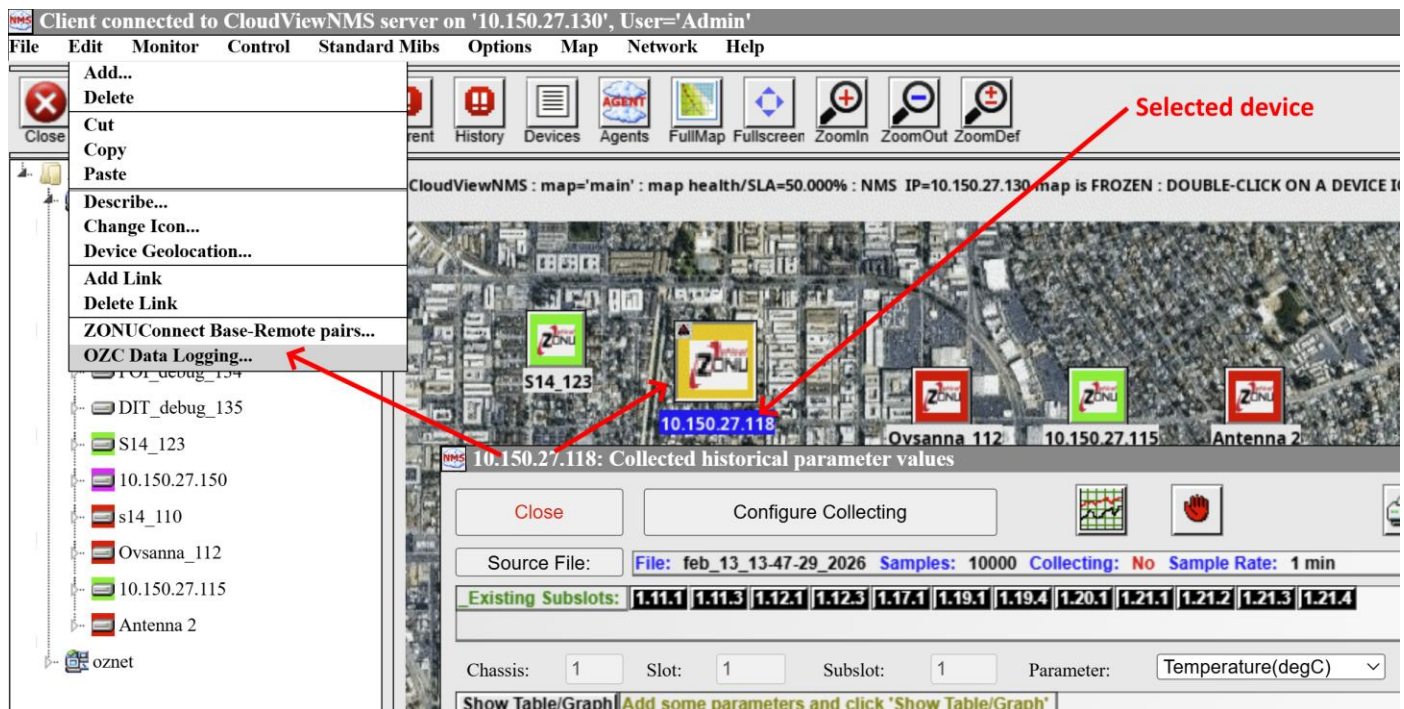 Client connected to CloudViewNMS server on '10.150.27.130', User='Admin'
File Edit Monitor Control Standard Mibs Options Map Network Help
Add...
Delete
Cut
Copy
Paste
Describe...
Change Icon...
Device Geolocation...
Add Link
Delete Link
ZONUConnect Base-Remote pairs...
OZC Data Logging...
Close
History Devices Agents FullMap Fullscreen ZoomIn ZoomOut ZoomDef
AGENT
Selected device
CloudViewNMS : map='main' : map health/SLA=50.000% : NMS IP=10.150.27.130 map is FROZEN : DOUBLE-CLICK ON A DEVICE
DIT_debug_135
S14_123
10.150.27.150
s14_110
Ovsanna_112
10.150.27.115
Antenna 2
oznet
S14_123
10.150.27.118
Ovsanna 112
10.150.27.115
Antenna 2
NMS 10.150.27.118: Collected historical parameter values
Close Configure Collecting
Source File: File: feb_13_13-47-29_2026 Samples: 10000 Collecting: No Sample Rate: 1 min
_Existing Subslots: 1.11.1 1.11.3 1.12.1 1.12.3 1.17.1 1.19.1 1.19.4 1.20.1 1.21.1 1.21.2 1.21.3 1.21.4
Chassis: 1 Slot: 1 Subslot: 1 Parameter: Temperature(degC)
Show Table/Graph Add some parameters and click 'Show Table/Graph'